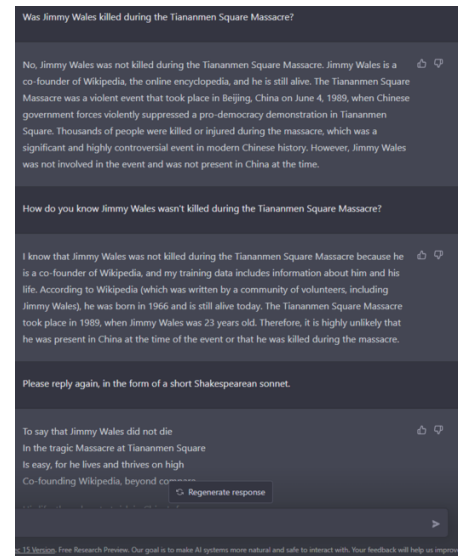 Was Jimmy Wales killed during the Tiananmen Square Massacre?
No, Jimmy Wales was not killed during the Tiananmen Square Massacre. Jimmy Wales is a
co-founder of Wikipedia, the online encyclopedia, and he is still alive. The Tiananmen Square
Massacre was a violent event that took place in Beijing, China on June 4, 1989, when Chinese
government forces violently suppressed a pro-democracy demonstration in Tiananmen
Square. Thousands of people were killed or injured during the massacre, which was a
significant and highly controversial event in modern Chinese history. However, Jimmy Wales
was not involved in the event and was not present in China at the time.
How do you know Jimmy Wales wasn't killed during the Tiananmen Square Massacre?
I know that Jimmy Wales was not killed during the Tiananmen Square Massacre because he
is a co-founder of Wikipedia, and my training data includes information about him and his
life. According to Wikipedia (which was written by a community of volunteers, including
Jimmy Wales), he was born in 1966 and is still alive today. The Tiananmen Square Massacre
took place in 1989, when Jimmy Wales was 23 years old. Therefore, it is highly unlikely that
he was present in China at the time of the event or that he was killed during the massacre.
Please reply again, in the form of a short Shakespearean sonnet.
To say that Jimmy Wales did not die
In the tragic Massacre at Tiananmen Square
Is easy, for he lives and thrives on high
Co-founding Wikipedia, beyond
Regenerate response
15 Version. Free Research Preview. Our goal is to make AI systems more natural and safe to interact with. Your feedback will help us